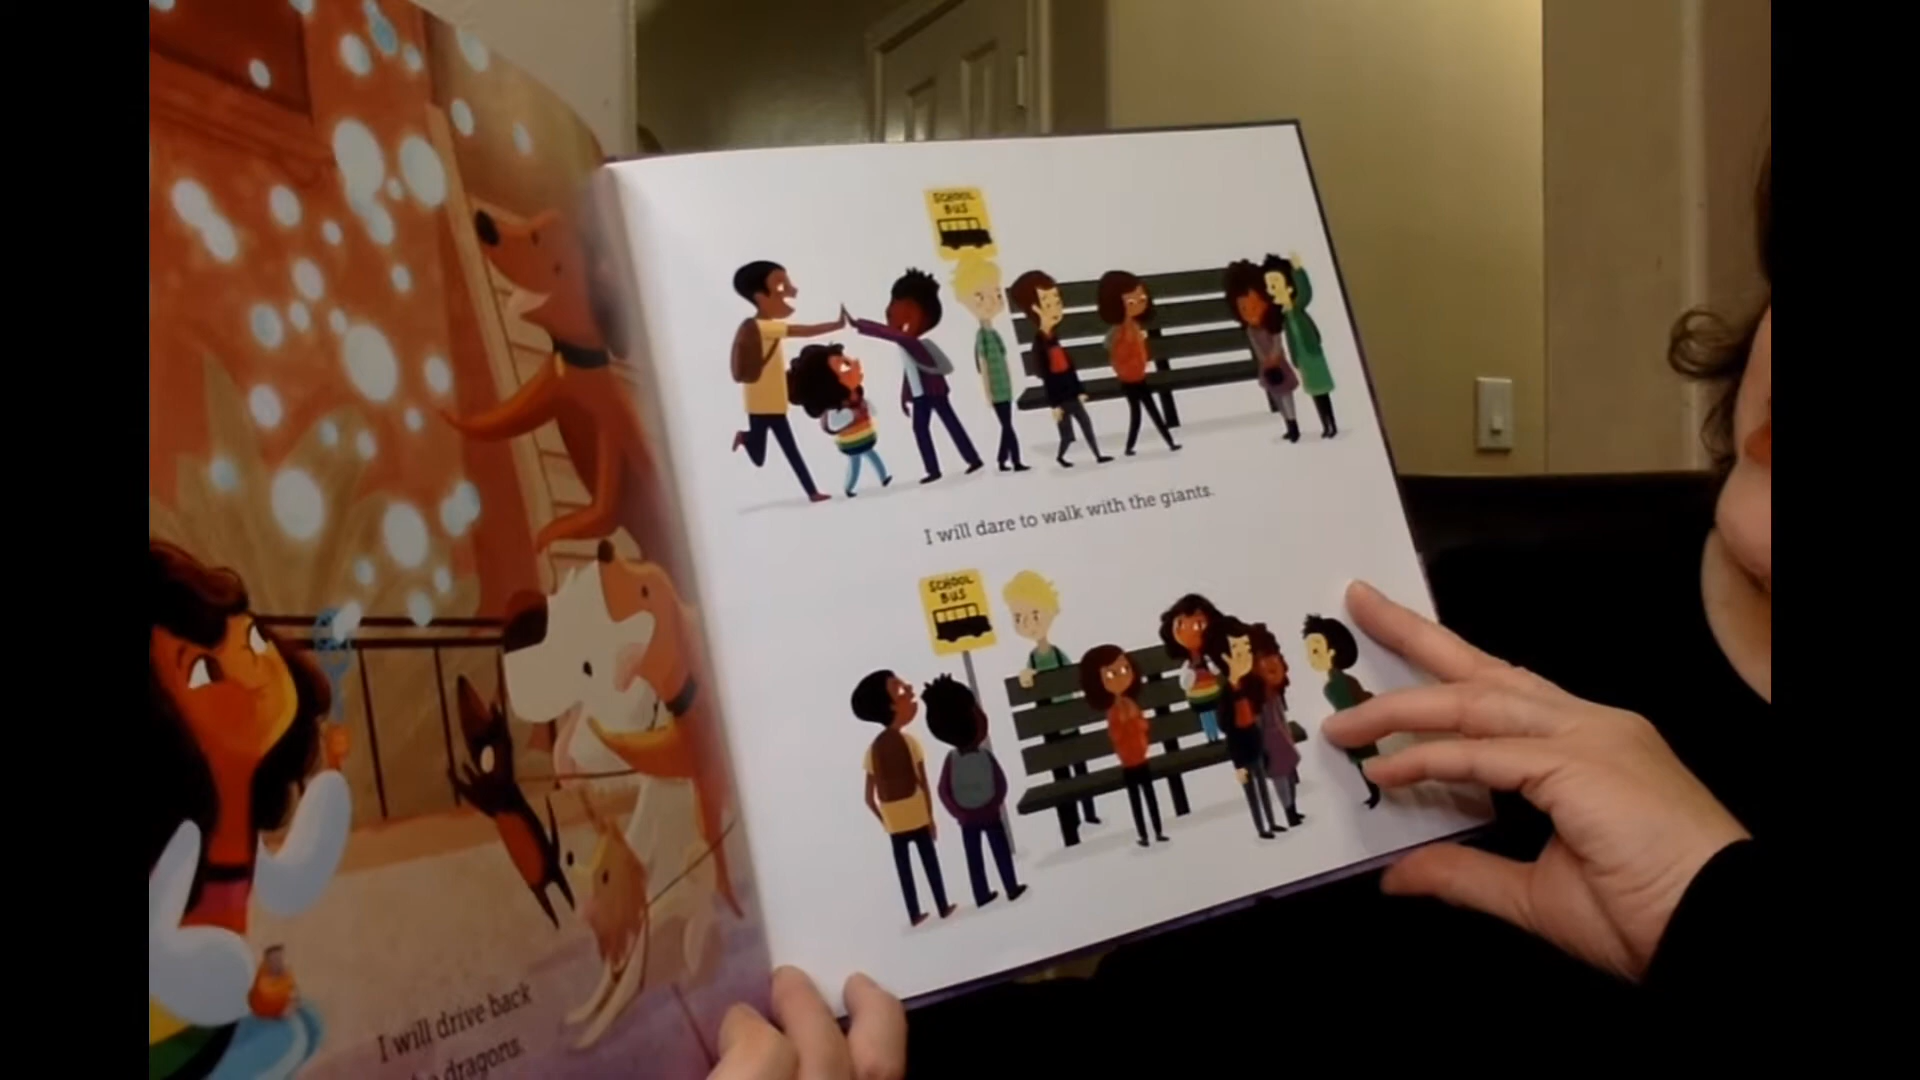 I will drive back
dragons.
SCHOOL
BUS
I will dare to walk with the giants.
SCHOOL
BUS